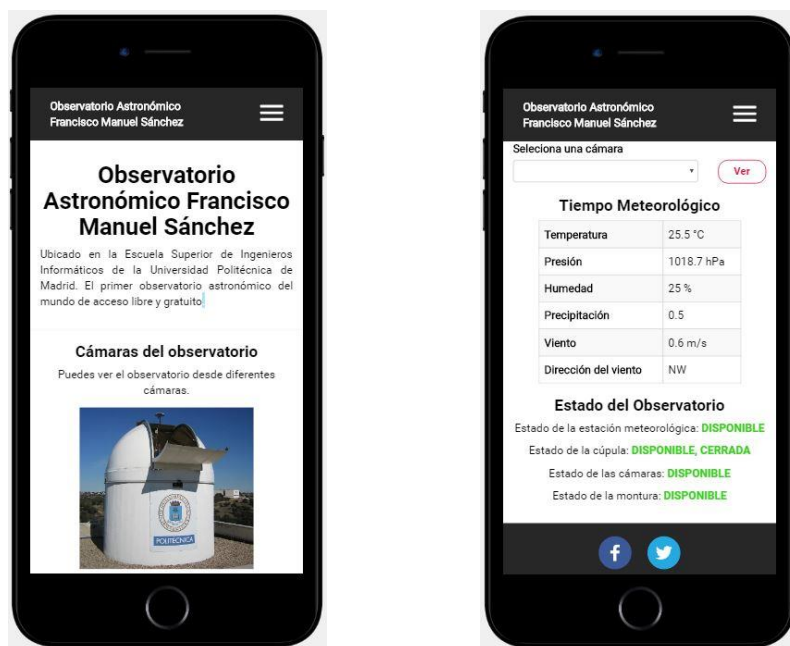 Observatorio Astronómico
Francisco Manuel Sánchez
Observatorio
Astronómico Francisco
Manuel Sánchez
Ubicado en la Escuela Superior de Ingenieros
Informáticos de la Universidad Politécnica de
Madrid. El primer observatorio astronómico del
mundo de acceso libre y gratuito
Cámaras del observatorio
Puedes ver el observatorio desde diferentes
cámaras.
POLITÉCNICA
Observatorio Astronómico
Francisco Manuel Sánchez
Selecciona una cámara
Ver
Tiempo Meteorológico
Temperatura 25.5 °C
Presión 1018.7 hPa
Humedad 25 %
Precipitación 0.5
Viento 0.6 m/s
Dirección del viento NW
Estado del Observatorio
Estado de la estación meteorológica: DISPONIBLE
Estado de la cúpula: DISPONIBLE, CERRADA
Estado de las cámaras: DISPONIBLE
Estado de la montura: DISPONIBLE